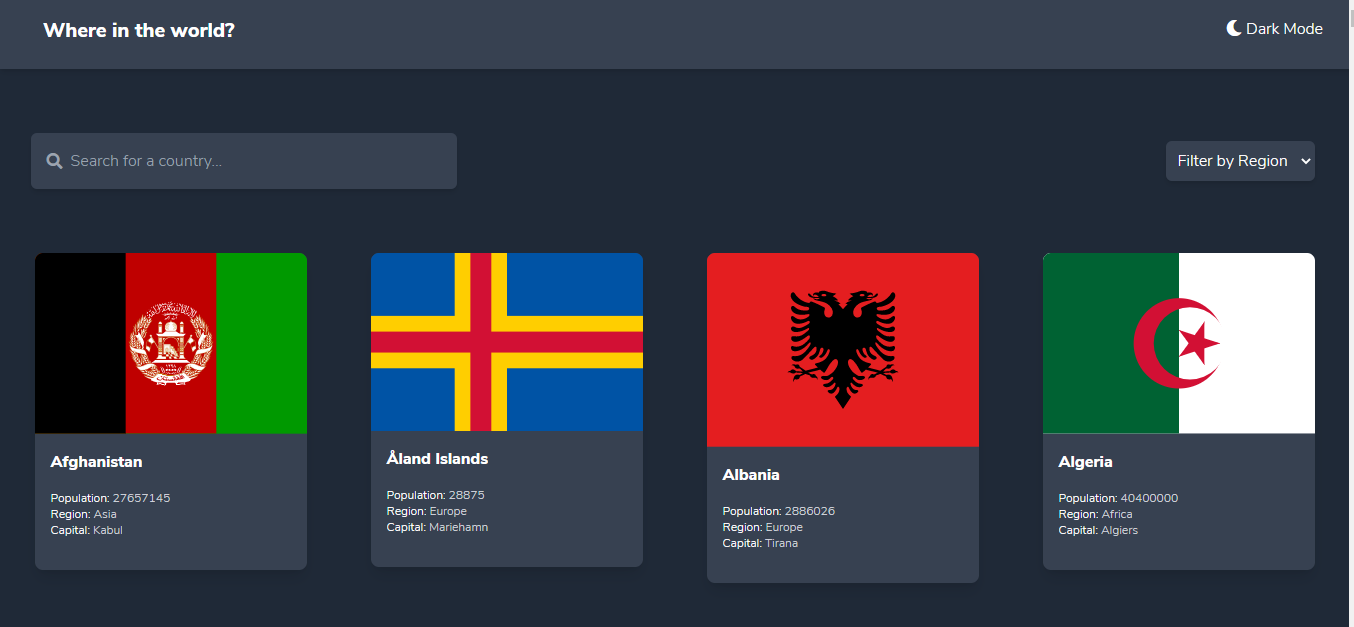 Where in the world?
Dark Mode
Search for a country...
Filter by Region
Afghanistan
Population: 27657145
Region: Asia
Capital: Kabul
Åland Islands
Population: 28875
Region: Europe
Capital: Mariehamn
Albania
Population: 2886026
Region: Europe
Capital: Tirana
Algeria
Population: 40400000
Region: Africa
Capital: Algiers